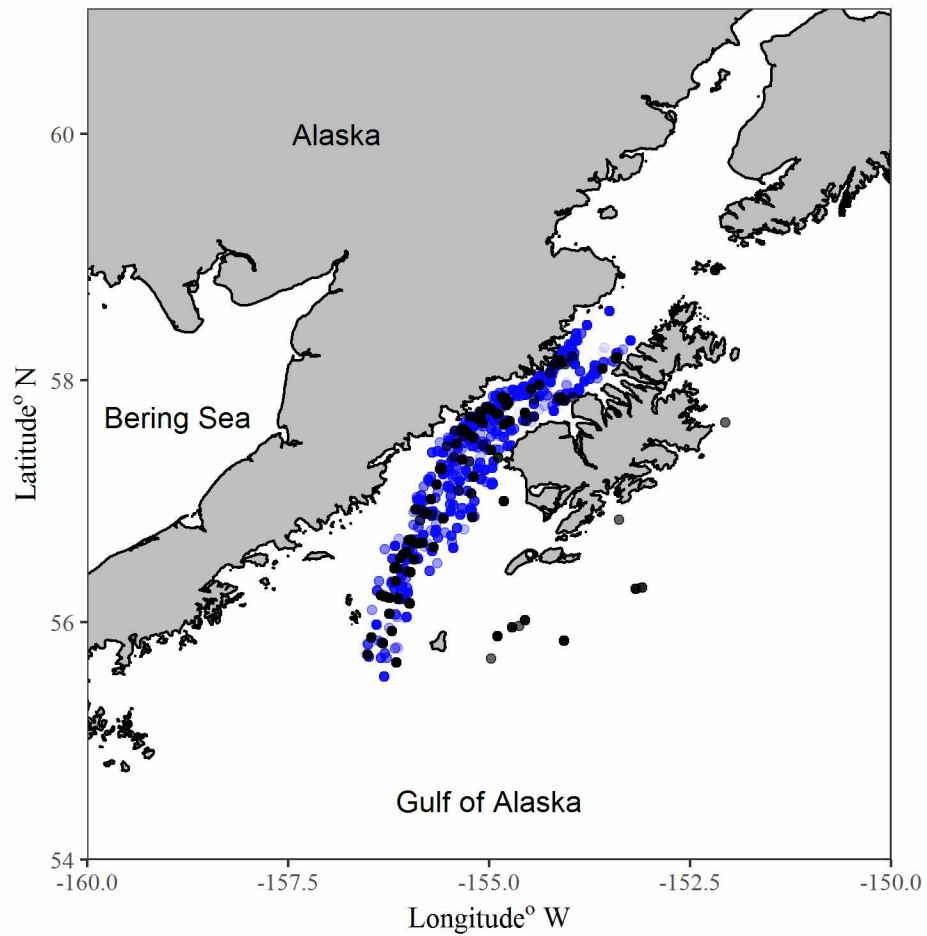 60
Alaska
58
Bering Sea
Latitude° N
56
Gulf of Alaska
54
-160.0 -157.5 -155.0 -152.5 -150.0
Longitude° W